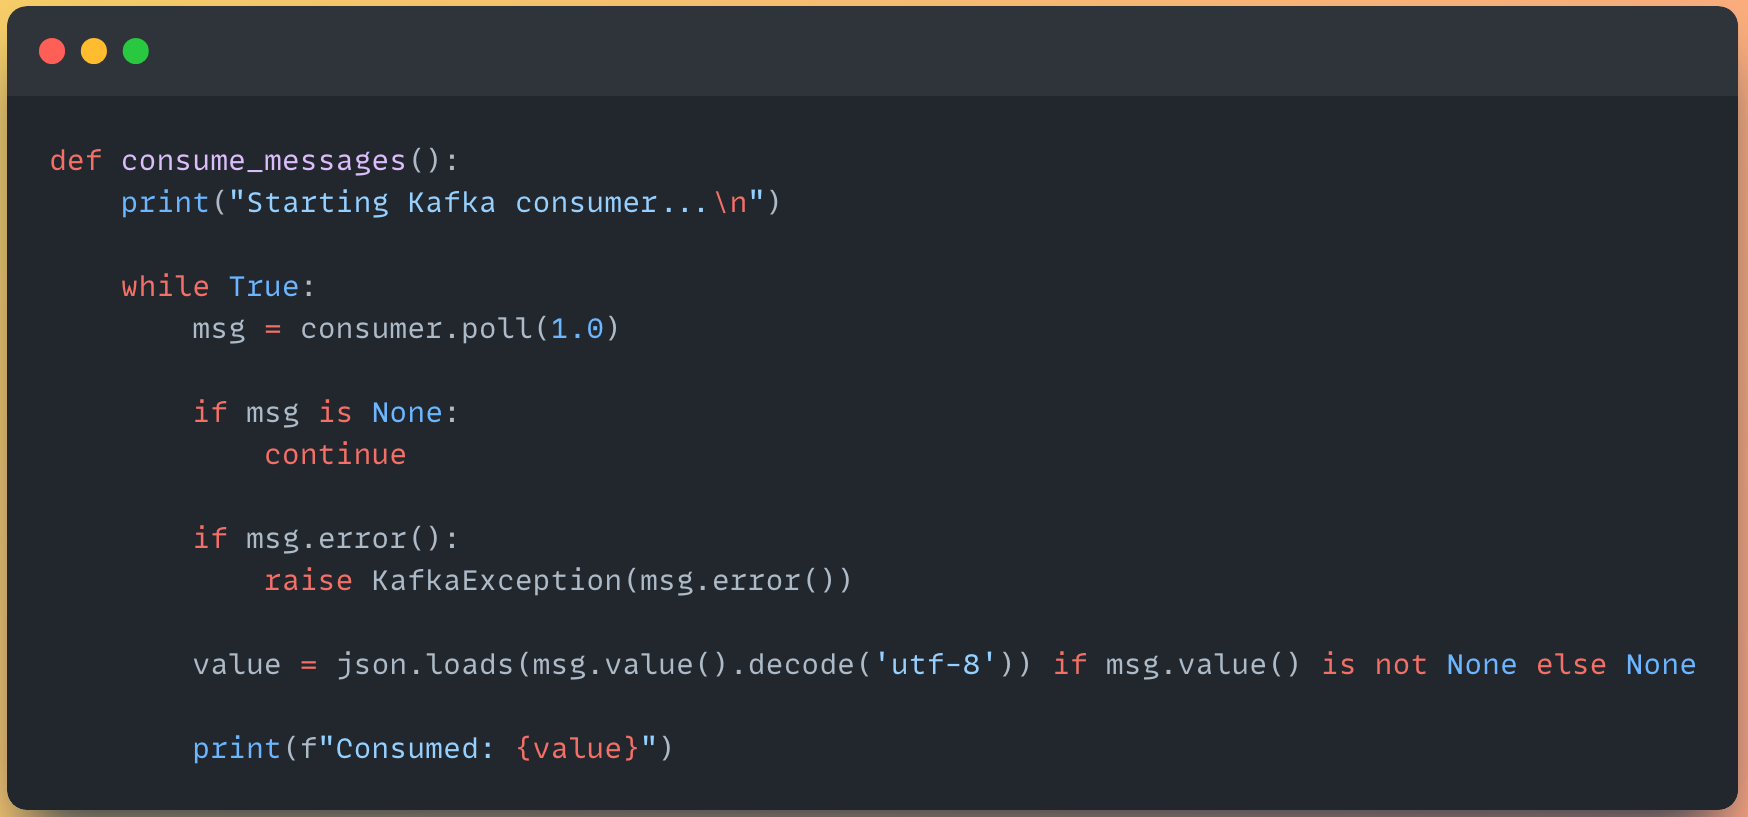 def consume_messages():
    print("Starting Kafka consumer...\n")
    while True:
        msg = consumer.poll(1.0)
        if msg is None:
            continue
        if msg.error():
            raise KafkaException(msg.error())
        value = json.loads(msg.value().decode('utf-8')) if msg.value() is not None else None
        print(f"Consumed: {value}")